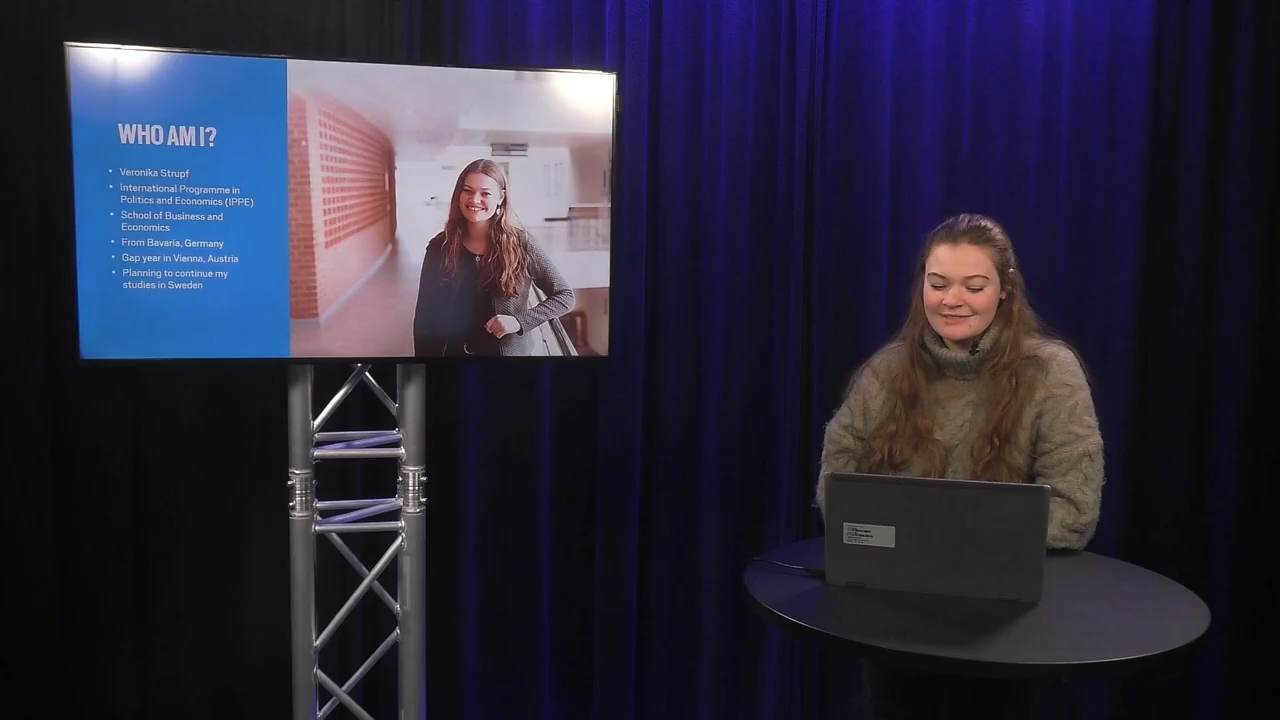 WHO AM I?
• Veronika Strupf
• International Programme in
Politics and Economics (IPPE)
• School of Business and
Economics
• From Bavaria, Germany
• Gap year in Vienna, Austria
• Planning to continue my
studies in Sweden